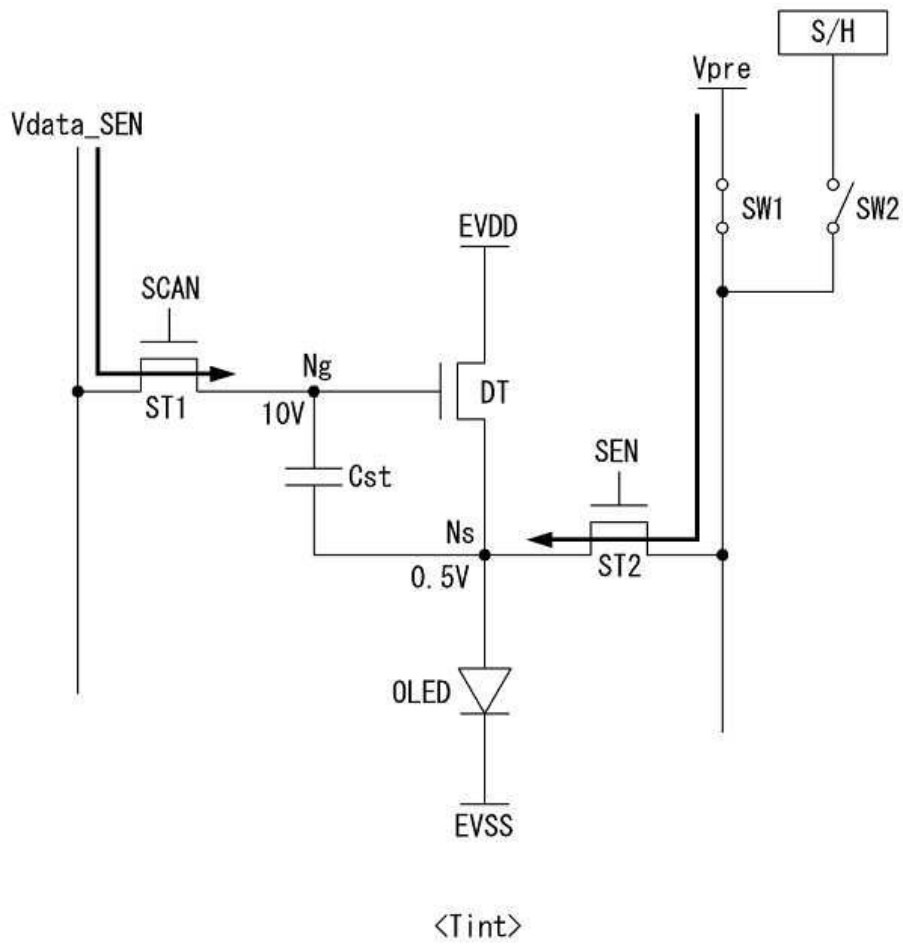 S/H
Vpre
Vdata_SEN
SW1
SW2
EVDD
SCAN
Ng
DT
10V
ST1
SEN
Cst
Ns
0.5V
ST2
OLED
EVSS
<Tint>